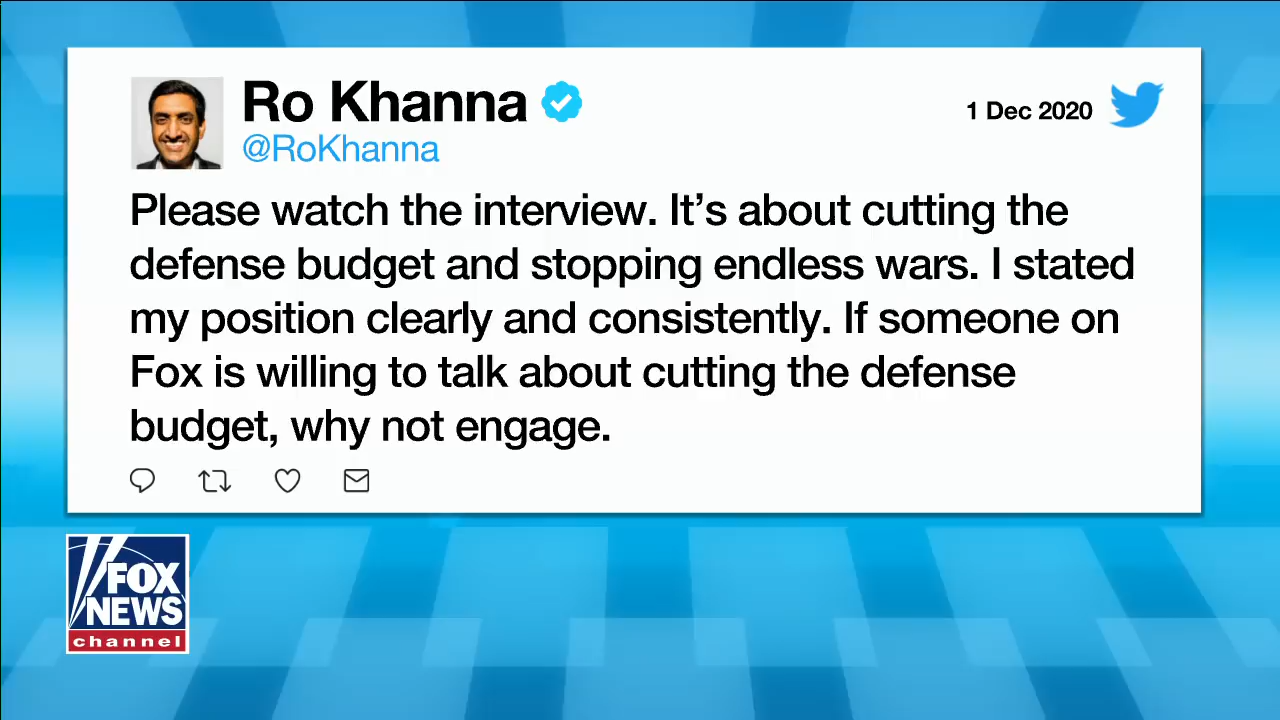 Ro Khanna
@RoKhanna
1 Dec 2020
Please watch the interview. It’s about cutting the
defense budget and stopping endless wars. I stated
my position clearly and consistently. If someone on
Fox is willing to talk about cutting the defense
budget, why not engage.
FOX
NEWS
channel